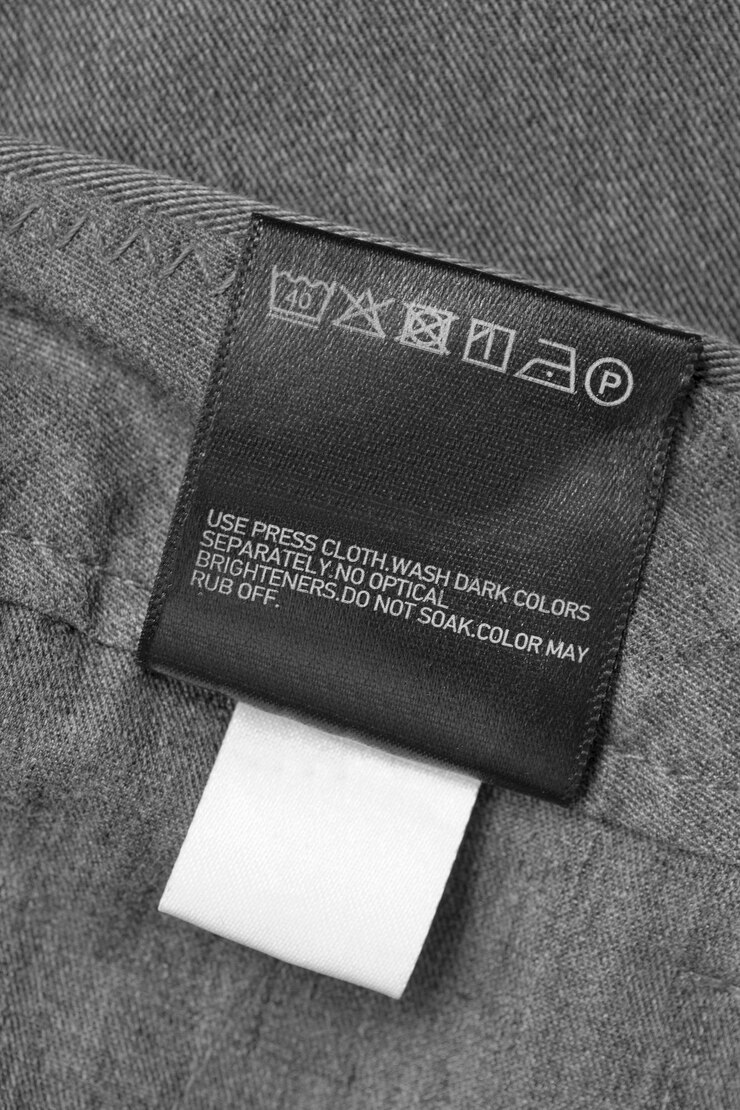 40
P
USE PRESS CLOTH.WASH DARK COLORS
SEPARATELY.NO OPTICAL
BRIGHTENERS.DO NOT SOAK.COLOR MAY
RUB OFF.